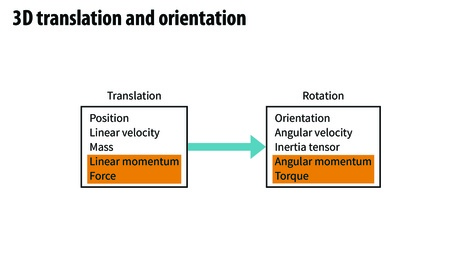 3D translation and orientation
Translation
Position
Linear velocity
Mass
Linear momentum
Force
Rotation
Orientation
Angular velocity
Inertia tensor
Angular momentum
Torque